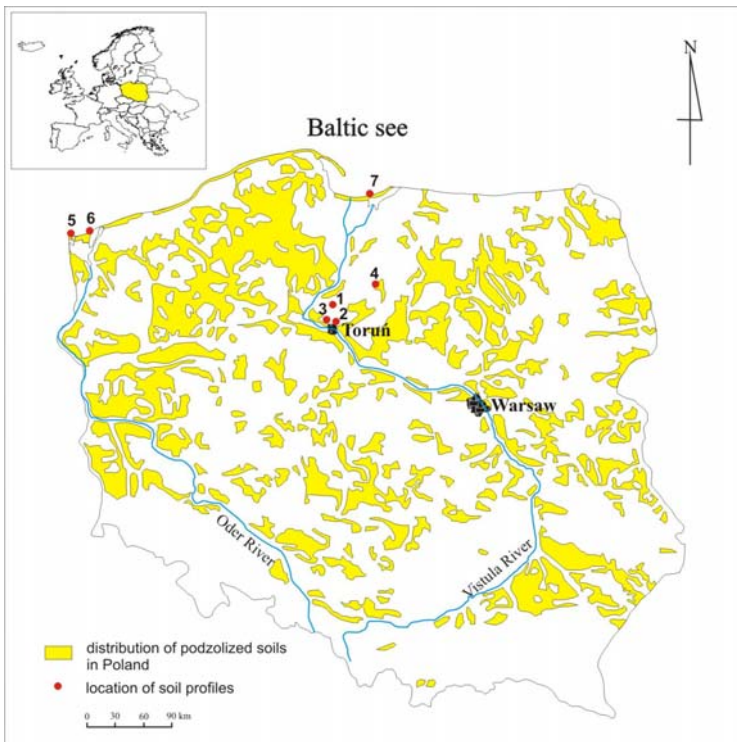 N
Baltic see
7
5
6
4
1
3
2
Toruń
Warsaw
Oder River
Vistula River
distribution of podzolized soils
in Poland
location of soil profiles
0 30 60 90 km